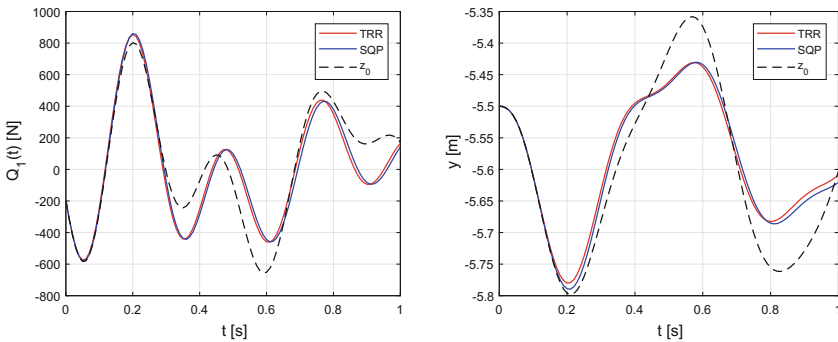 1000
800
600
400
200
0
-200
-400
-600
-800
Q1(t) [N]
0 0.2 0.4 0.6 0.8 1
t [s]
TRR
SQP
z0
-5.35
-5.4
-5.45
-5.5
-5.55
-5.6
-5.65
-5.7
-5.75
-5.8
y [m]
0 0.2 0.4 0.6 0.8 1
t [s]
TRR
SQP
z0